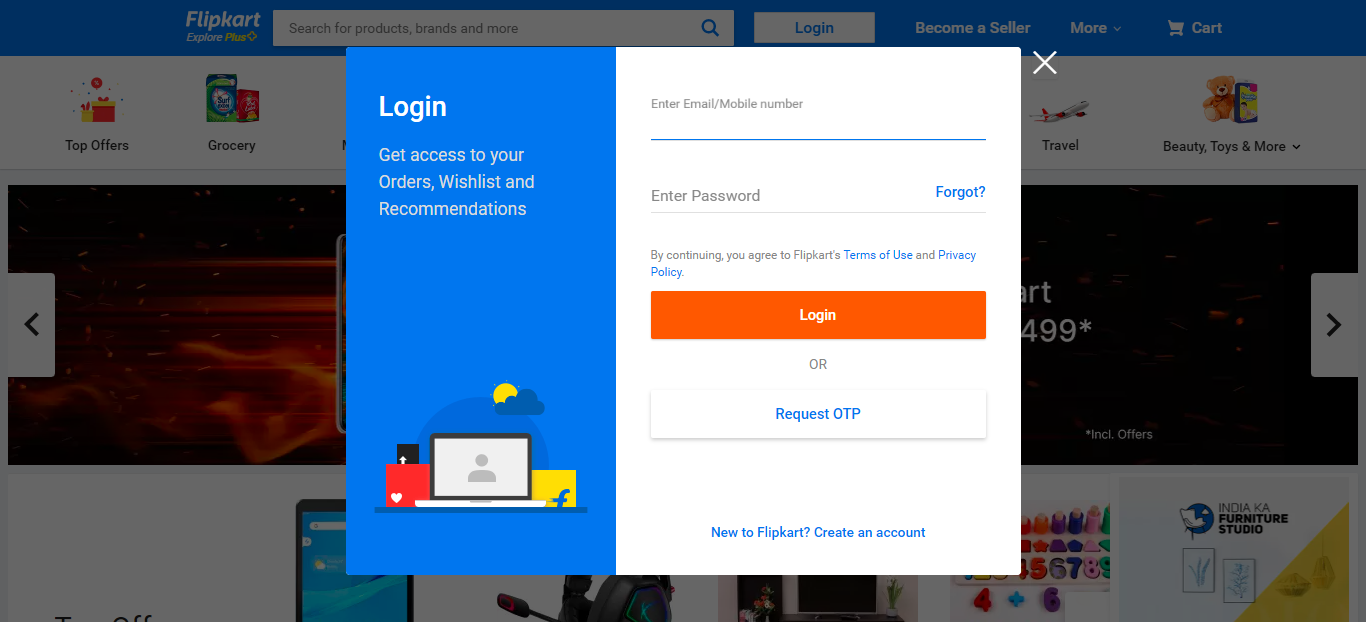 Flipkart
Explore Plus
Search for products, brands and more
Login
Become a Seller
More
Cart
Top Offers
Grocery
Travel
Beauty, Toys & More
Login
Get access to your
Orders, Wishlist and
Recommendations
Enter Email/Mobile number
Enter Password
Forgot?
By continuing, you agree to Flipkart's Terms of Use and Privacy
Policy.
Login
OR
Request OTP
New to Flipkart? Create an account
art
499*
*Incl. Offers
INDIA KA
FURNITURE
STUDIO